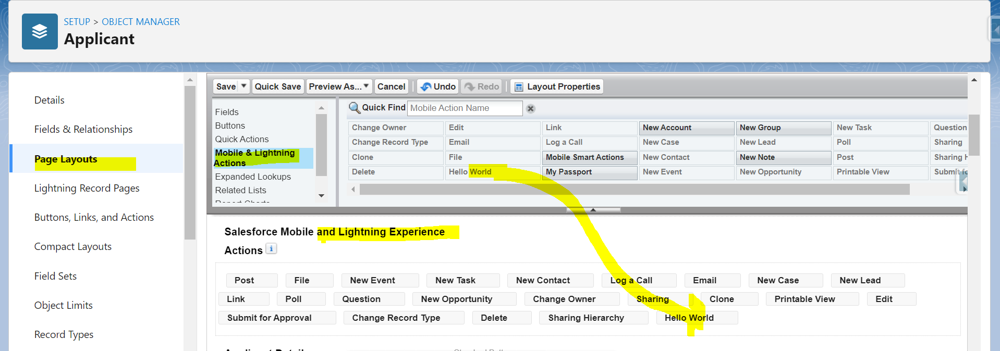 SETUP > OBJECT MANAGER
Applicant
Details
Fields & Relationships
Page Layouts
Lightning Record Pages
Buttons, Links, and Actions
Compact Layouts
Field Sets
Object Limits
Record Types
Save Quick Save Preview As... Cancel Undo Redo Layout Properties
Fields
Buttons
Quick Actions
Mobile & Lightning
Actions
Expanded Lookups
Related Lists
Report Charts
Quick Find Mobile Action Name
Change Owner Edit Link New Account New Group New Task Question
Change Record Type Email Log a Call New Case New Lead Poll Sharing
Clone File Mobile Smart Actions New Contact New Note Post Sharing H
Delete Hello World My Passport New Event New Opportunity Printable View Submit fo
Salesforce Mobile and Lightning Experience
Actions
Post File New Event New Task New Contact Log a Call Email New Case New Lead
Link Poll Question New Opportunity Change Owner Sharing Clone Printable View Edit
Submit for Approval Change Record Type Delete Sharing Hierarchy Hello World
Applicant Detail